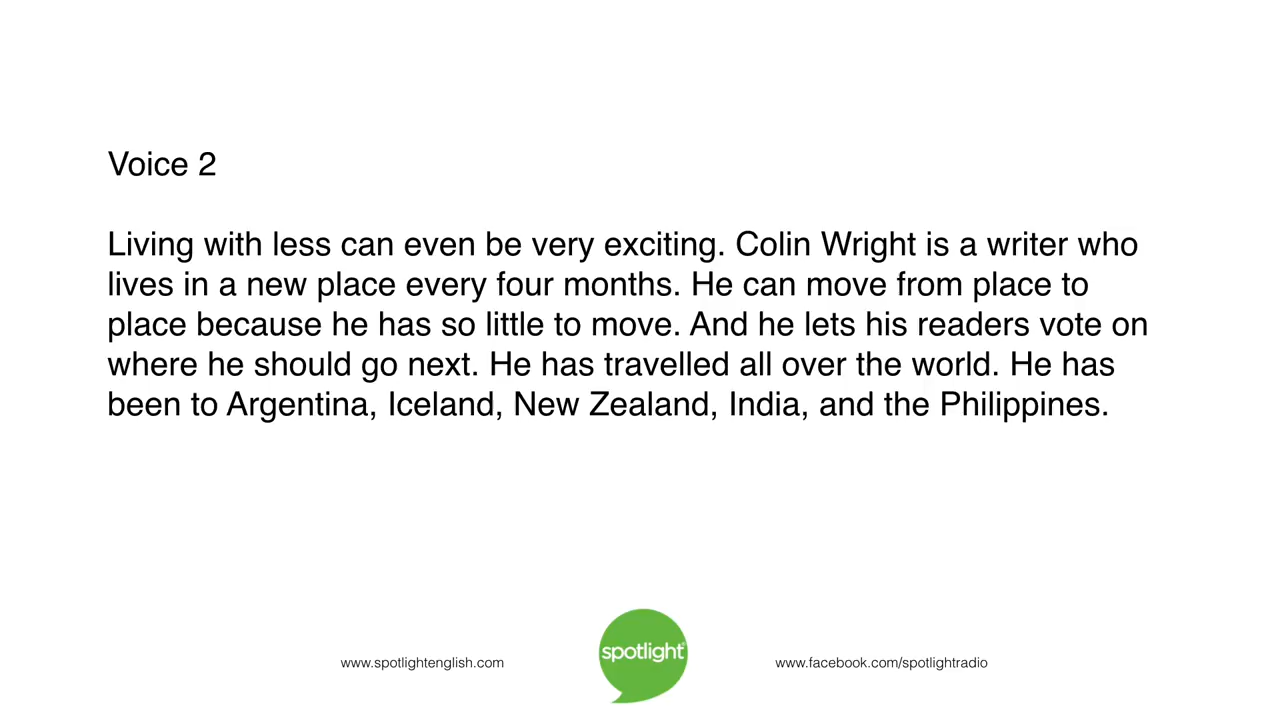 Voice 2
Living with less can even be very exciting. Colin Wright is a writer who
lives in a new place every four months. He can move from place to
place because he has so little to move. And he lets his readers vote on
where he should go next. He has travelled all over the world. He has
been to Argentina, Iceland, New Zealand, India, and the Philippines.
www.spotlightenglish.com
spotlight
www.facebook.com/spotlightradio